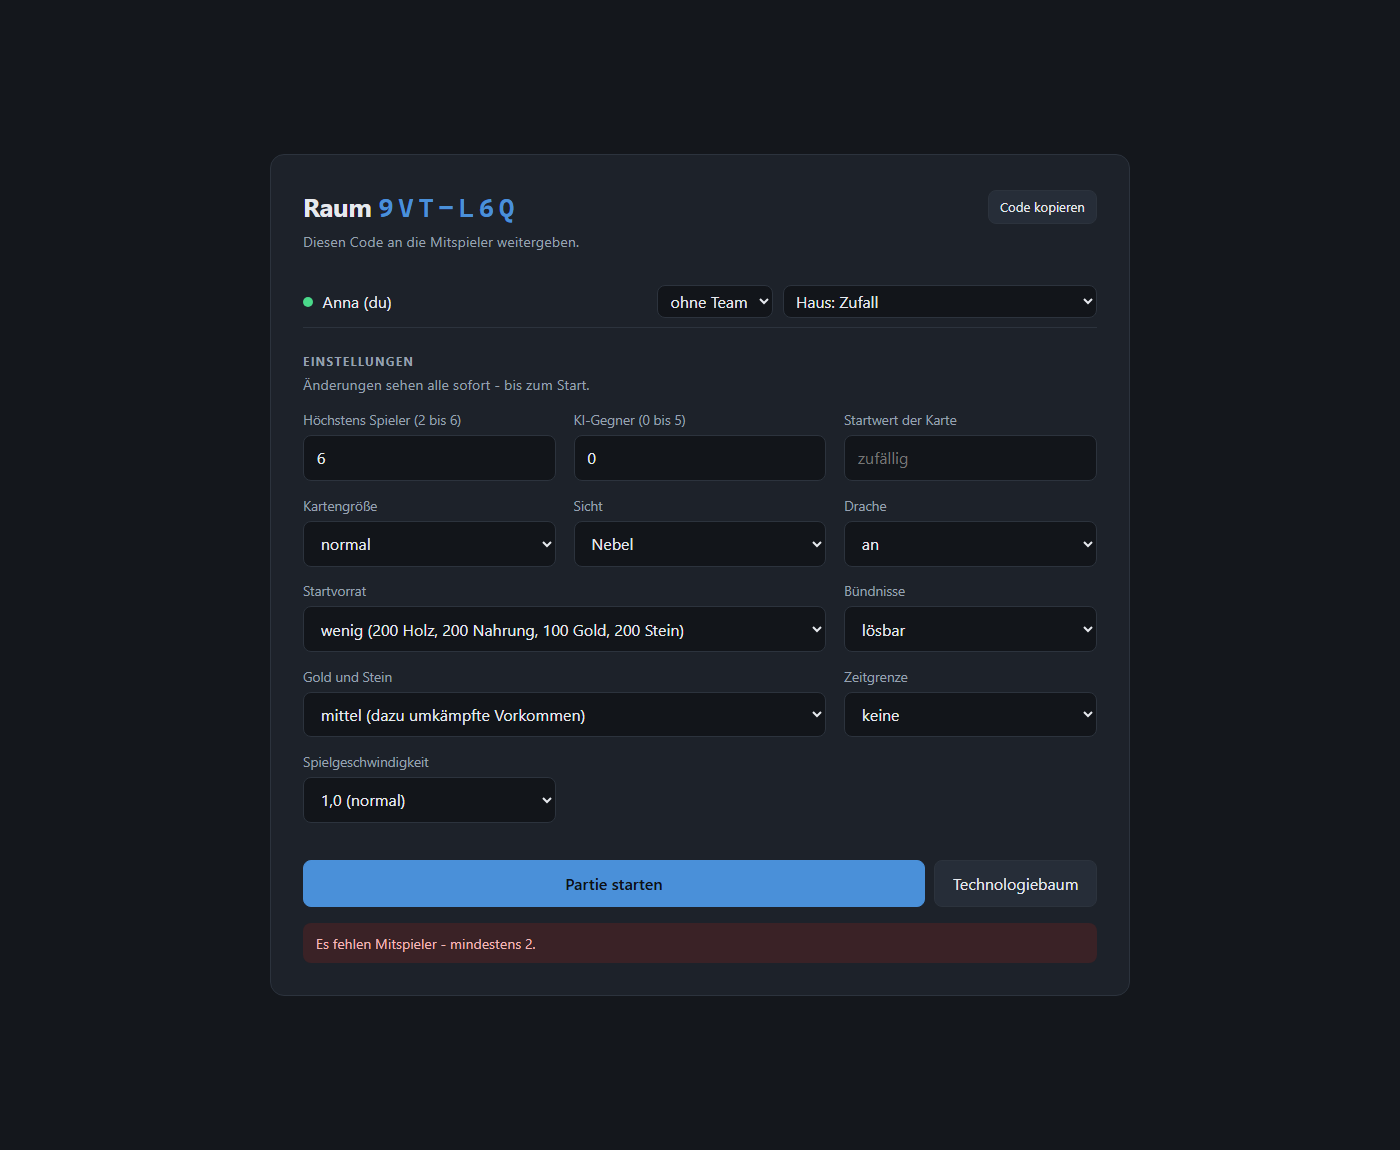 Raum 9VT-L6Q
Code kopieren
Diesen Code an die Mitspieler weitergeben.
Anna (du)
ohne Team
Haus: Zufall
EINSTELLUNGEN
Änderungen sehen alle sofort - bis zum Start.
Höchstens Spieler (2 bis 6)
KI-Gegner (0 bis 5)
Startwert der Karte
6
0
zufällig
Kartengröße
Sicht
Drache
normal
Nebel
an
Startvorrat
Bündnisse
wenig (200 Holz, 200 Nahrung, 100 Gold, 200 Stein)
lösbar
Gold und Stein
Zeitgrenze
mittel (dazu umkämpfte Vorkommen)
keine
Spielgeschwindigkeit
1,0 (normal)
Partie starten
Technologiebaum
Es fehlen Mitspieler - mindestens 2.